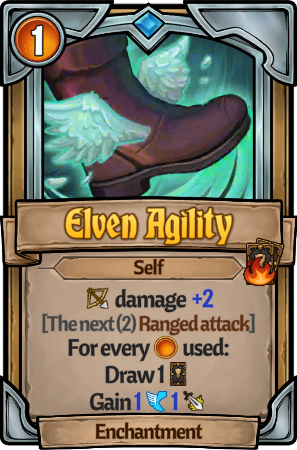 1
Elven Agility
Self
damage +2
[The next (2) Ranged attack]
For every used:
Draw 1
Gain 1 1
Enchantment